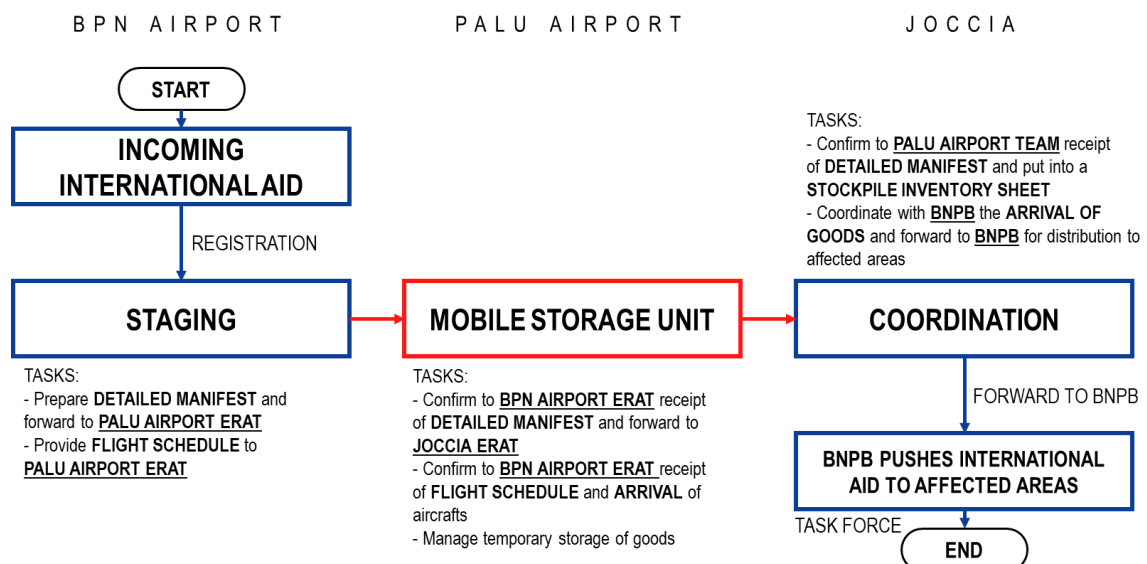 BPN AIRPORT
PALU AIRPORT
JOCCIA
START
INCOMING
INTERNATIONAL AID
REGISTRATION
STAGING
TASKS:
- Prepare DETAILED MANIFEST and
forward to PALU AIRPORT ERAT
- Provide FLIGHT SCHEDULE to
PALU AIRPORT ERAT
MOBILE STORAGE UNIT
TASKS:
- Confirm to BPN AIRPORT ERAT receipt
of DETAILED MANIFEST and forward to
JOCCIA ERAT
- Confirm to BPN AIRPORT ERAT receipt
of FLIGHT SCHEDULE and ARRIVAL of
aircrafts
- Manage temporary storage of goods
TASKS:
- Confirm to PALU AIRPORT TEAM receipt
of DETAILED MANIFEST and put into a
STOCKPILE INVENTORY SHEET
- Coordinate with BNPB the ARRIVAL OF
GOODS and forward to BNPB for distribution to
affected areas
COORDINATION
FORWARD TO BNPB
BNPB PUSHES INTERNATIONAL
AID TO AFFECTED AREAS
TASK FORCE
END